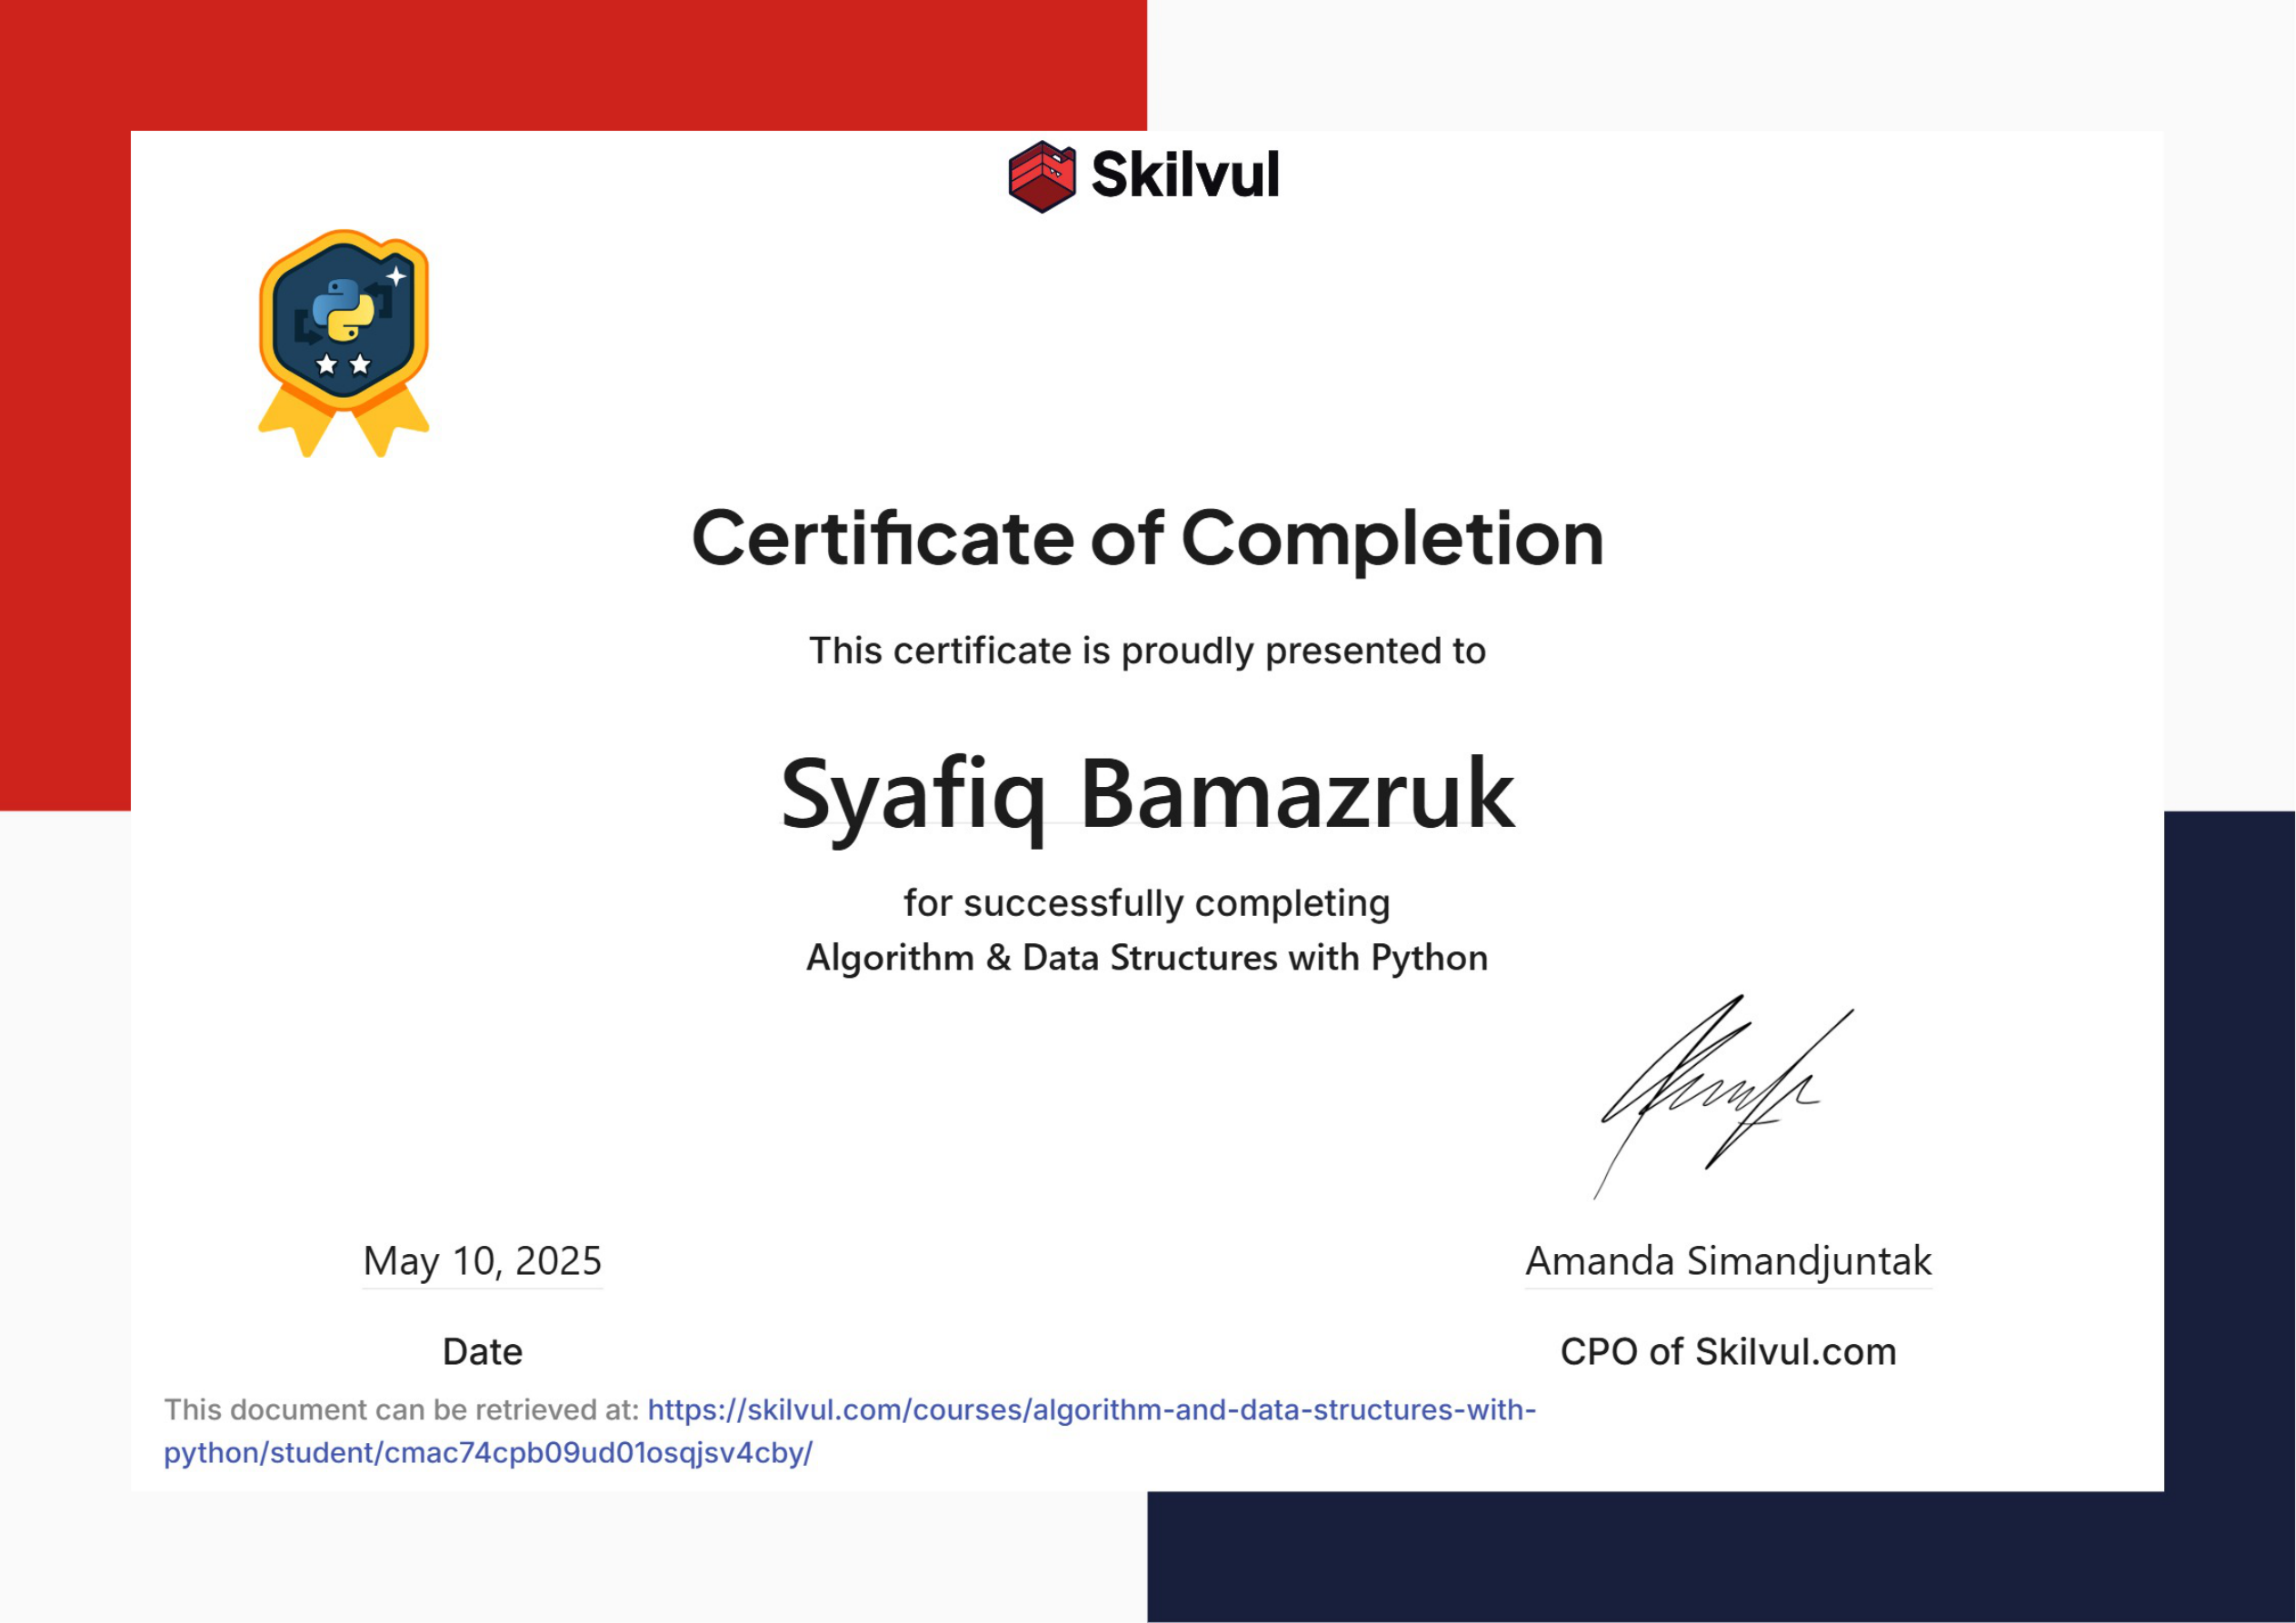 Skilvul
Certificate of Completion
This certificate is proudly presented to
Syafiq Bamazruk
for successfully completing
Algorithm & Data Structures with Python
May 10, 2025
Date
Amanda Simandjuntak
CPO of Skilvul.com
This document can be retrieved at: https://skilvul.com/courses/algorithm-and-data-structures-with-
python/student/cmac74cpb09ud01osqjsv4cby/